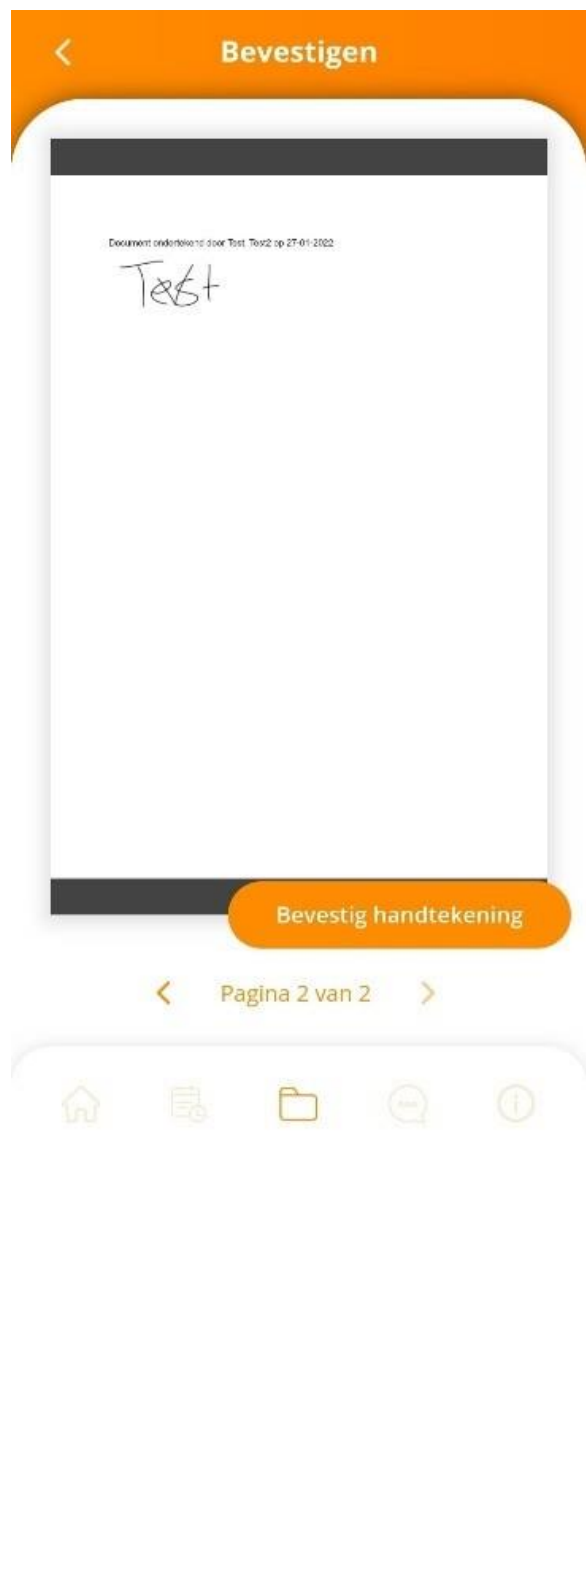 Bevestigen
Document ondertekend door Test, Test2 op 27-01-2022
Test
Bevestig handtekening
Pagina 2 van 2